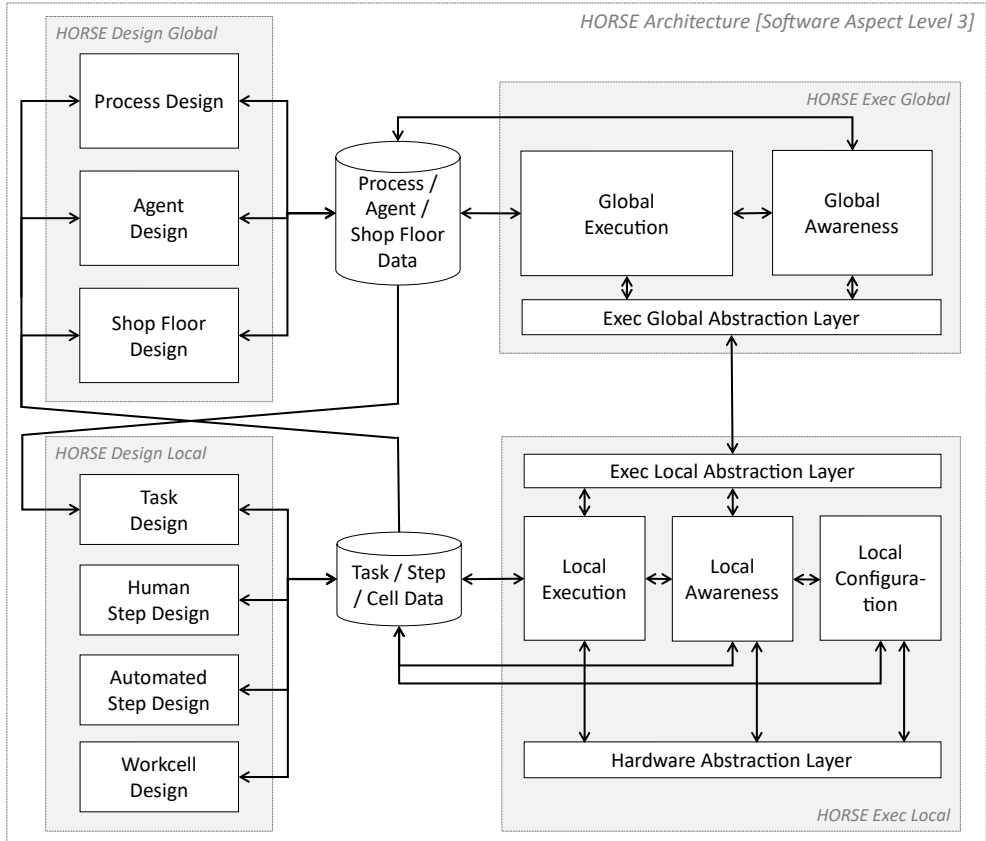 HORSE Architecture [Software Aspect Level 3]
HORSE Design Global
Process Design
Agent
Design
Shop Floor
Design
Process /
Agent /
Shop Floor
Data
HORSE Exec Global
Global
Execution
Global
Awareness
Exec Global Abstraction Layer
HORSE Design Local
Task
Design
Human
Step Design
Automated
Step Design
Workcell
Design
Task / Step
/ Cell Data
Exec Local Abstraction Layer
Local
Execution
Local
Awareness
Local
Configura-
tion
Hardware Abstraction Layer
HORSE Exec Local